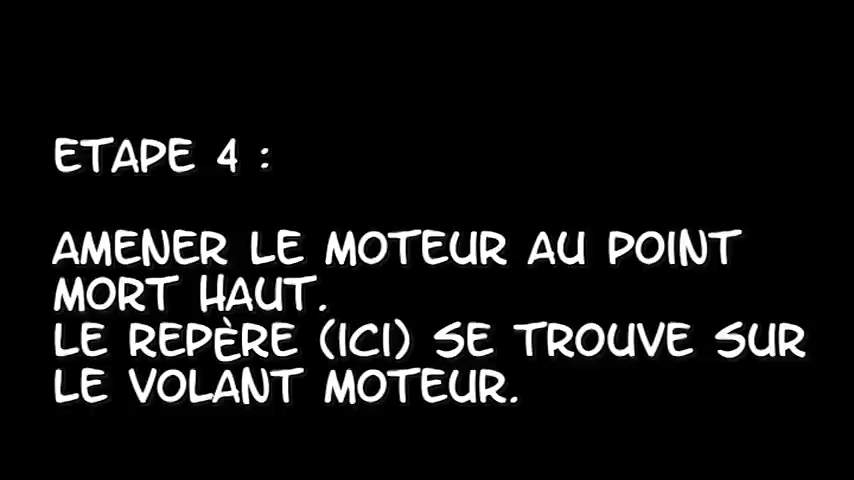 ETAPE 4 :
AMENER LE MOTEUR AU POINT
MORT HAUT.
LE REPÈRE (ICI) SE TROUVE SUR
LE VOLANT MOTEUR.